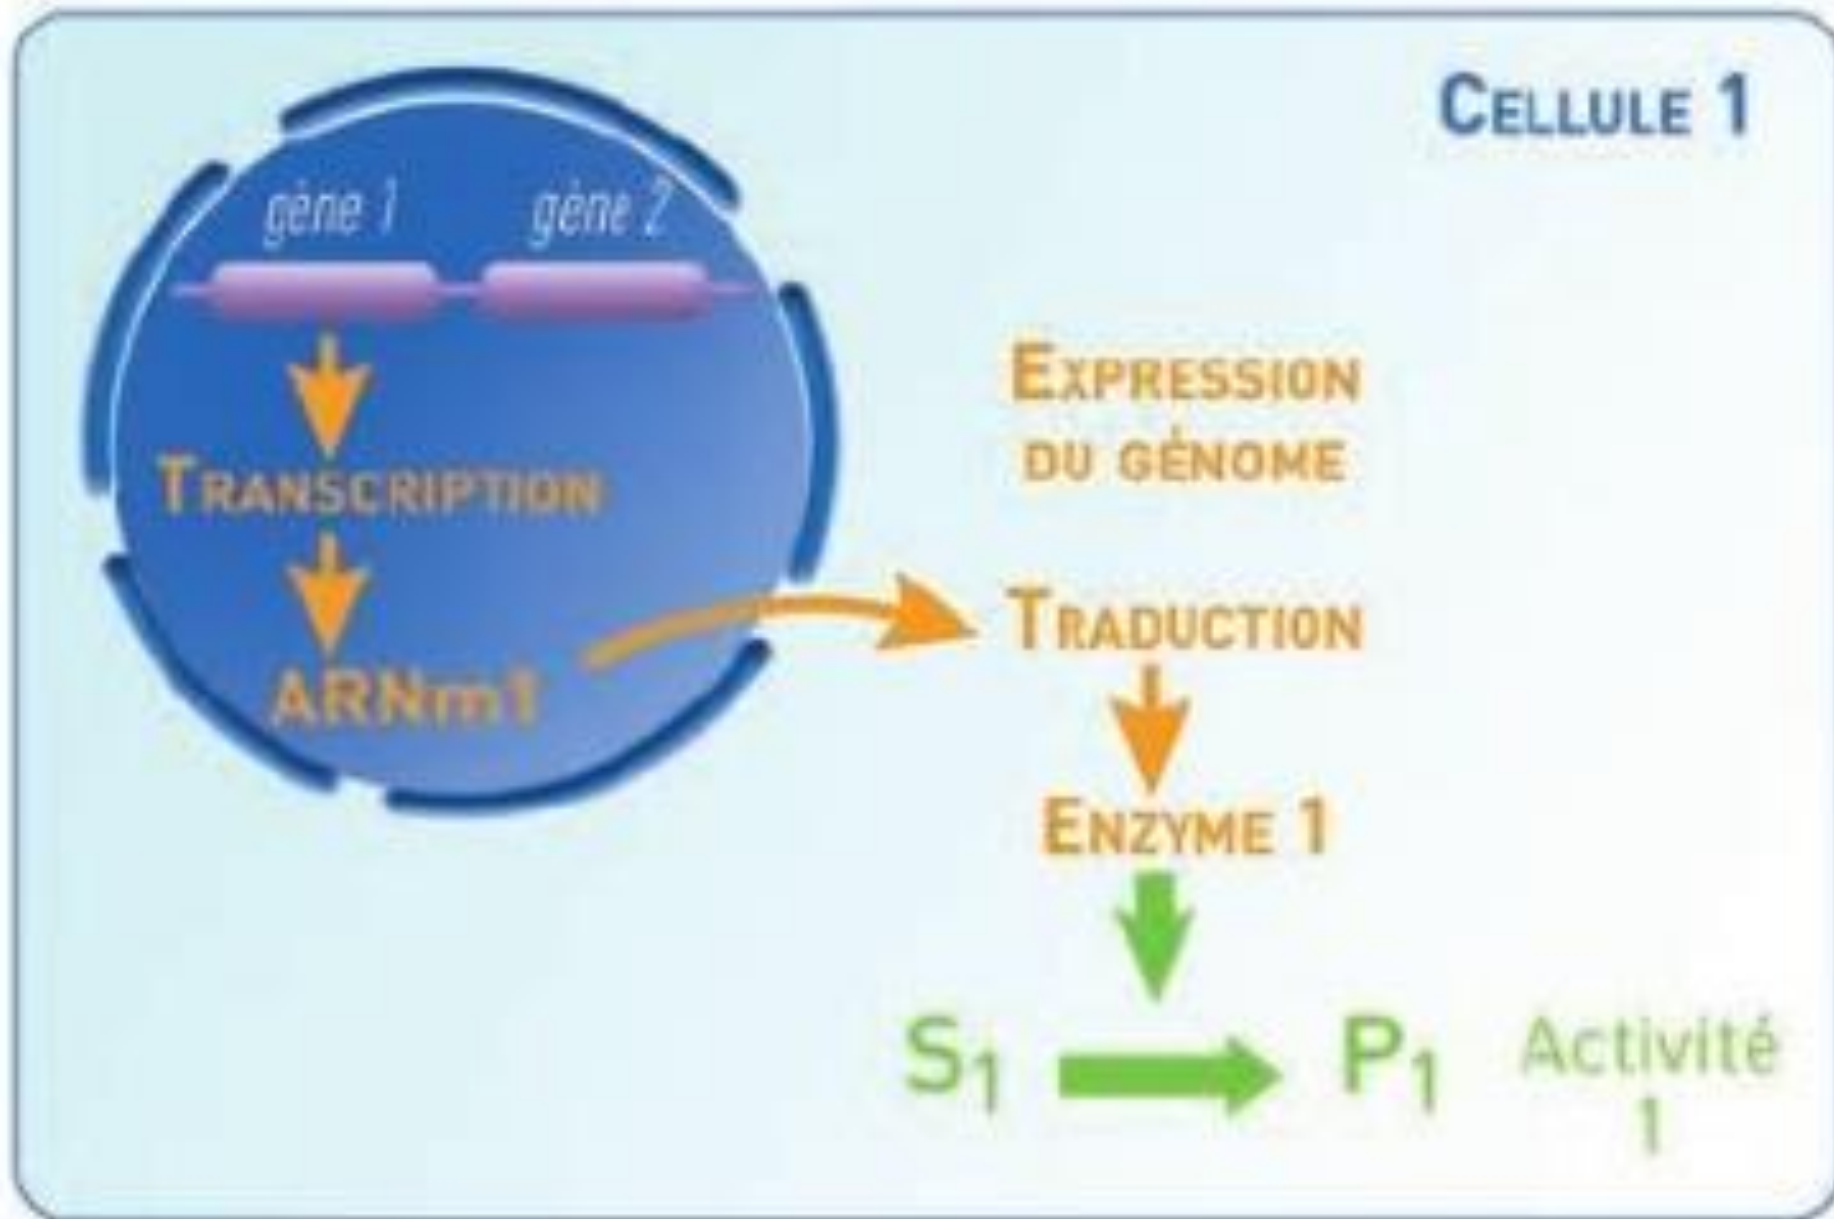 CELLULE 1
gène 1 gène 2
EXPRESSION
DU GÉNOME
TRANSCRIPTION
TRADUCTION
ARNm1
ENZYME 1
S1 P1 Activité
1